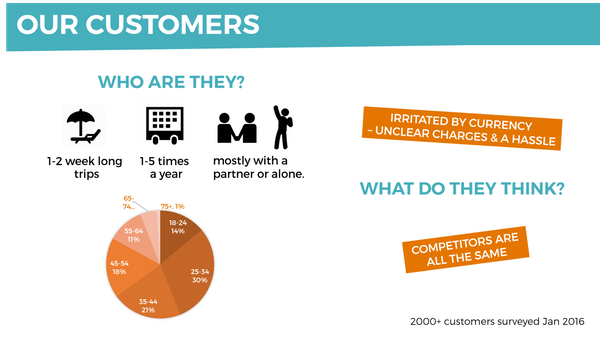 OUR CUSTOMERS
WHO ARE THEY?
1-2 week long
trips
1-5 times
a year
mostly with a
partner or alone.
65-
74...
75+, 1%
18-24
14%
55-64
11%
25-34
30%
45-54
18%
35-44
21%
IRRITATED BY CURRENCY
– UNCLEAR CHARGES & A HASSLE
WHAT DO THEY THINK?
COMPETITORS ARE
ALL THE SAME
2000+ customers surveyed Jan 2016